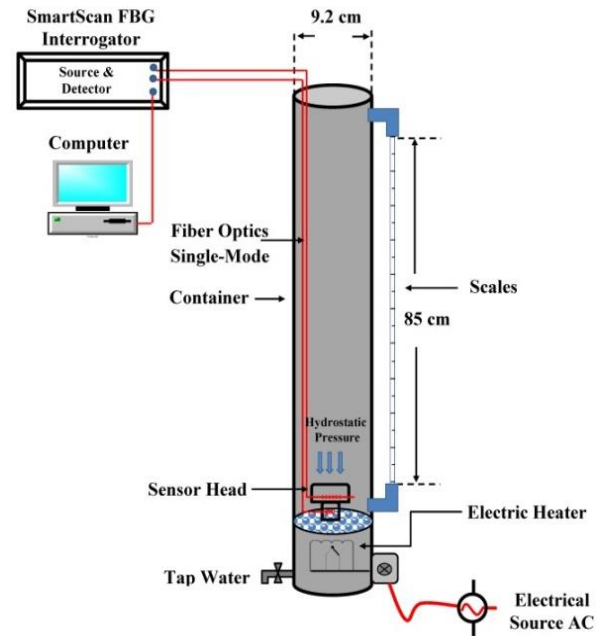 SmartScan FBG
Interrogator
9.2 cm
Source &
Detector
Computer
Fiber Optics
Single-Mode
Container
Scales
85 cm
Hydrostatic
Pressure
Sensor Head
Electric Heater
Tap Water
Electrical
Source AC